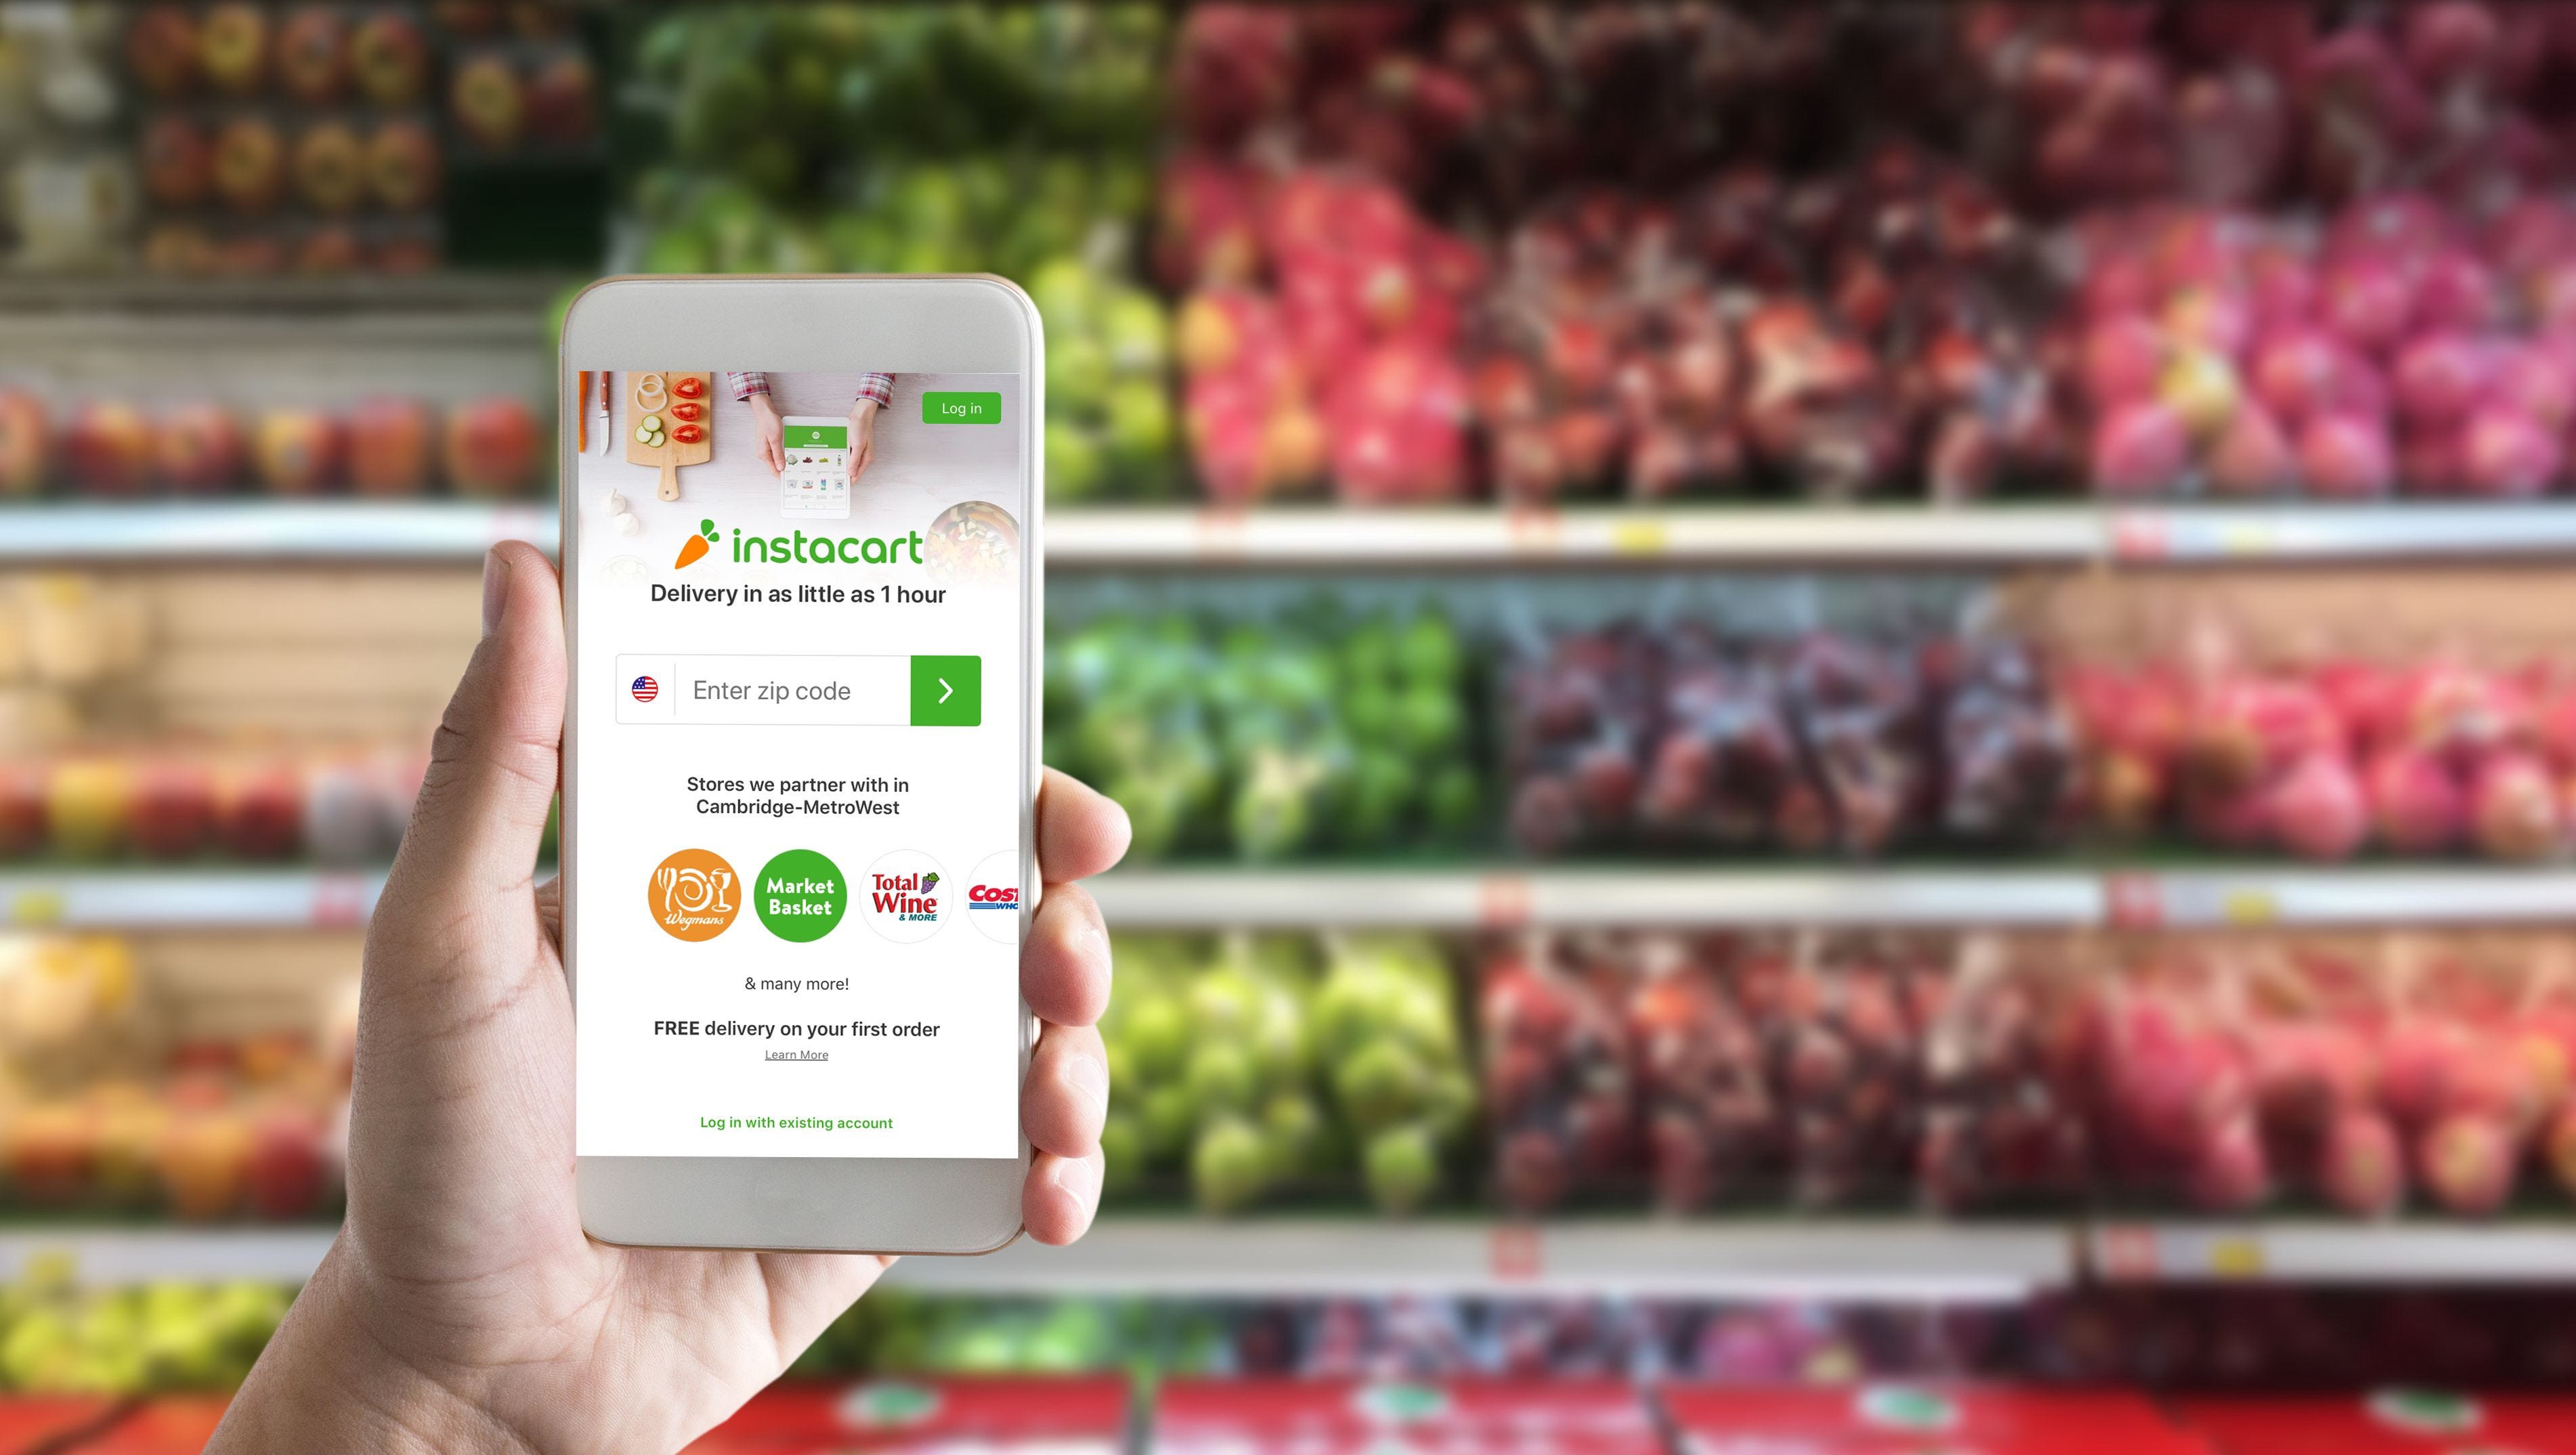 Log in
instacart
Delivery in as little as 1 hour
Enter zip code
Stores we partner with in
Cambridge-MetroWest
Wegmans
Market
Basket
Total
Wine
& MORE
COS
WHO
& many more!
FREE delivery on your first order
Learn More
Log in with existing account